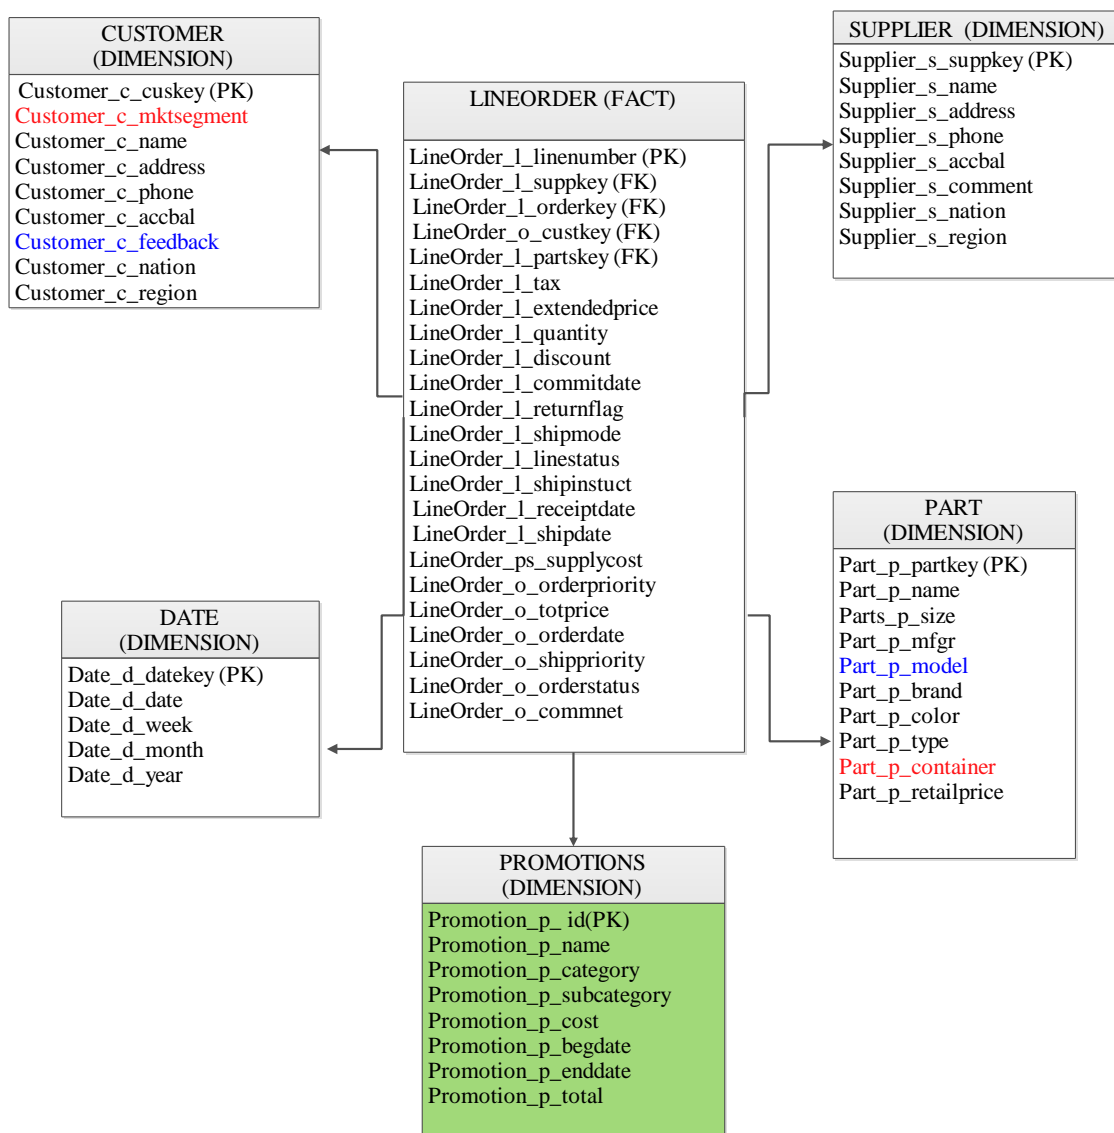 CUSTOMER
(DIMENSION)
Customer_c_cuskey (PK)
Customer_c_mktsegment
Customer_c_name
Customer_c_address
Customer_c_phone
Customer_c_accbal
Customer_c_feedback
Customer_c_nation
Customer_c_region
LINEORDER (FACT)
LineOrder_l_linenumber (PK)
LineOrder_l_suppkey (FK)
LineOrder_l_orderkey (FK)
LineOrder_o_custkey (FK)
LineOrder_l_partskey (FK)
LineOrder_l_tax
LineOrder_l_extendedprice
LineOrder_l_quantity
LineOrder_l_discount
LineOrder_l_commitdate
LineOrder_l_returnflag
LineOrder_l_shipmode
LineOrder_l_linestatus
LineOrder_l_shipinstuct
LineOrder_l_receiptdate
LineOrder_l_shipdate
LineOrder_ps_supplycost
LineOrder_o_orderpriority
LineOrder_o_totprice
LineOrder_o_orderdate
LineOrder_o_shippriority
LineOrder_o_orderstatus
LineOrder_o_commnet
SUPPLIER (DIMENSION)
Supplier_s_suppkey (PK)
Supplier_s_name
Supplier_s_address
Supplier_s_phone
Supplier_s_accbal
Supplier_s_comment
Supplier_s_nation
Supplier_s_region
DATE
(DIMENSION)
Date_d_datekey (PK)
Date_d_date
Date_d_week
Date_d_month
Date_d_year
PART
(DIMENSION)
Part_p_partkey (PK)
Part_p_name
Parts_p_size
Part_p_mfgr
Part_p_model
Part_p_brand
Part_p_color
Part_p_type
Part_p_container
Part_p_retailprice
PROMOTIONS
(DIMENSION)
Promotion_p_ id(PK)
Promotion_p_name
Promotion_p_category
Promotion_p_subcategory
Promotion_p_cost
Promotion_p_begdate
Promotion_p_enddate
Promotion_p_total